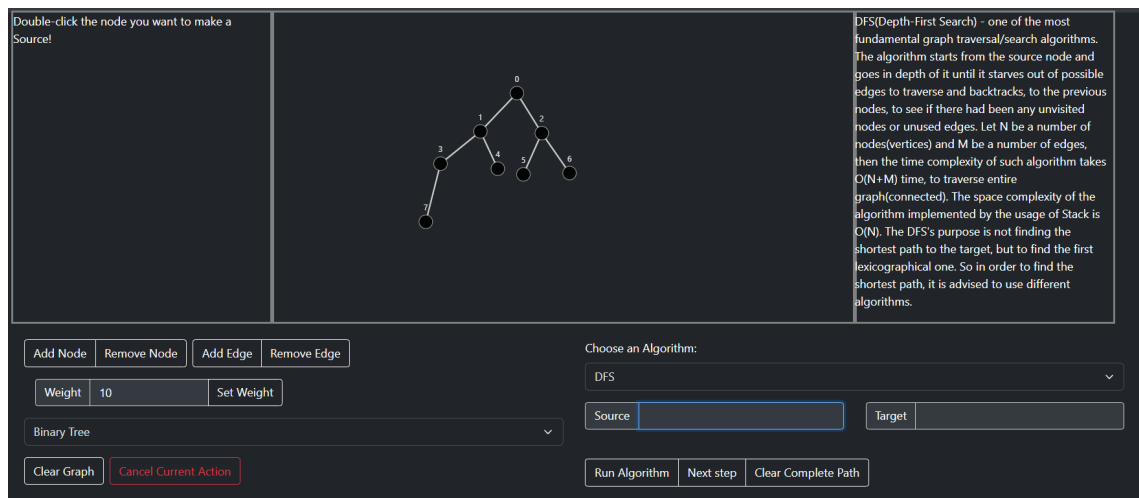 Double-click the node you want to make a
Source!
0
1
2
3
4
5
6
7
DFS(Depth-First Search) - one of the most
fundamental graph traversal/search algorithms.
The algorithm starts from the source node and
goes in depth of it until it starves out of possible
edges to traverse and backtracks, to the previous
nodes, to see if there had been any unvisited
nodes or unused edges. Let N be a number of
nodes(vertices) and M be a number of edges,
then the time complexity of such algorithm takes
O(N+M) time, to traverse entire
graph(connected). The space complexity of the
algorithm implemented by the usage of Stack is
O(N). The DFS's purpose is not finding the
shortest path to the target, but to find the first
lexicographical one. So in order to find the
shortest path, it is advised to use different
algorithms.
Add Node Remove Node Add Edge Remove Edge
Weight 10 Set Weight
Binary Tree
Clear Graph Cancel Current Action
Choose an Algorithm:
DFS
Source Target
Run Algorithm Next step Clear Complete Path